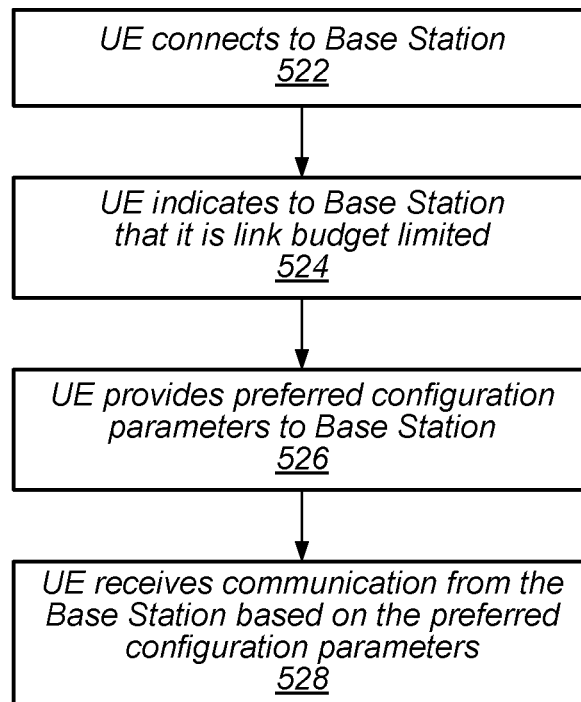 UE connects to Base Station
522
UE indicates to Base Station
that it is link budget limited
524
UE provides preferred configuration
parameters to Base Station
526
UE receives communication from the
Base Station based on the preferred
configuration parameters
528